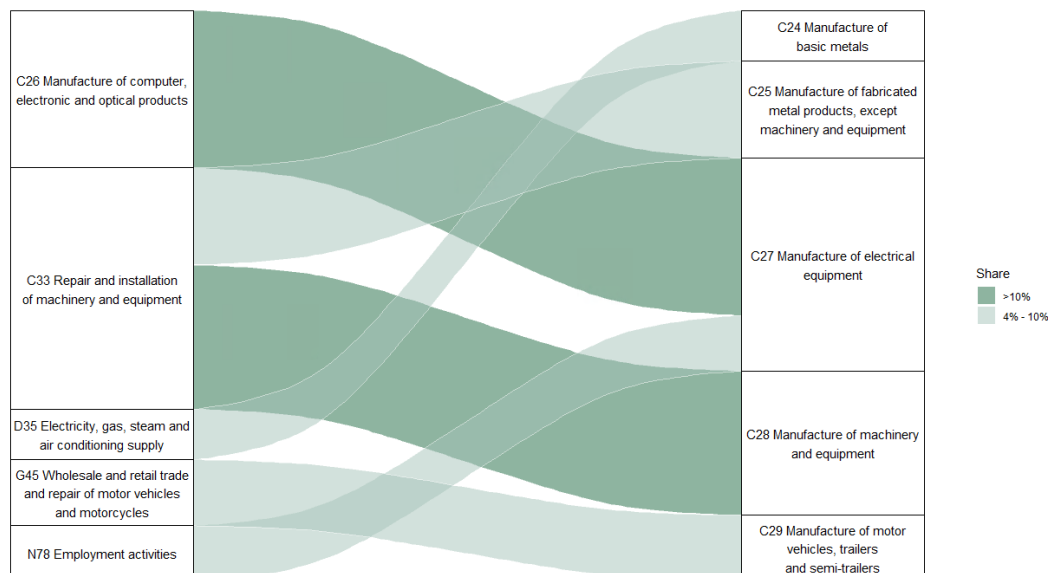 C26 Manufacture of computer,
electronic and optical products
C33 Repair and installation
of machinery and equipment
D35 Electricity, gas, steam and
air conditioning supply
G45 Wholesale and retail trade
and repair of motor vehicles
and motorcycles
N78 Employment activities
C24 Manufacture of
basic metals
C25 Manufacture of fabricated
metal products, except
machinery and equipment
C27 Manufacture of electrical
equipment
C28 Manufacture of machinery
and equipment
C29 Manufacture of motor
vehicles, trailers
and semi-trailers
Share
>10%
4% - 10%